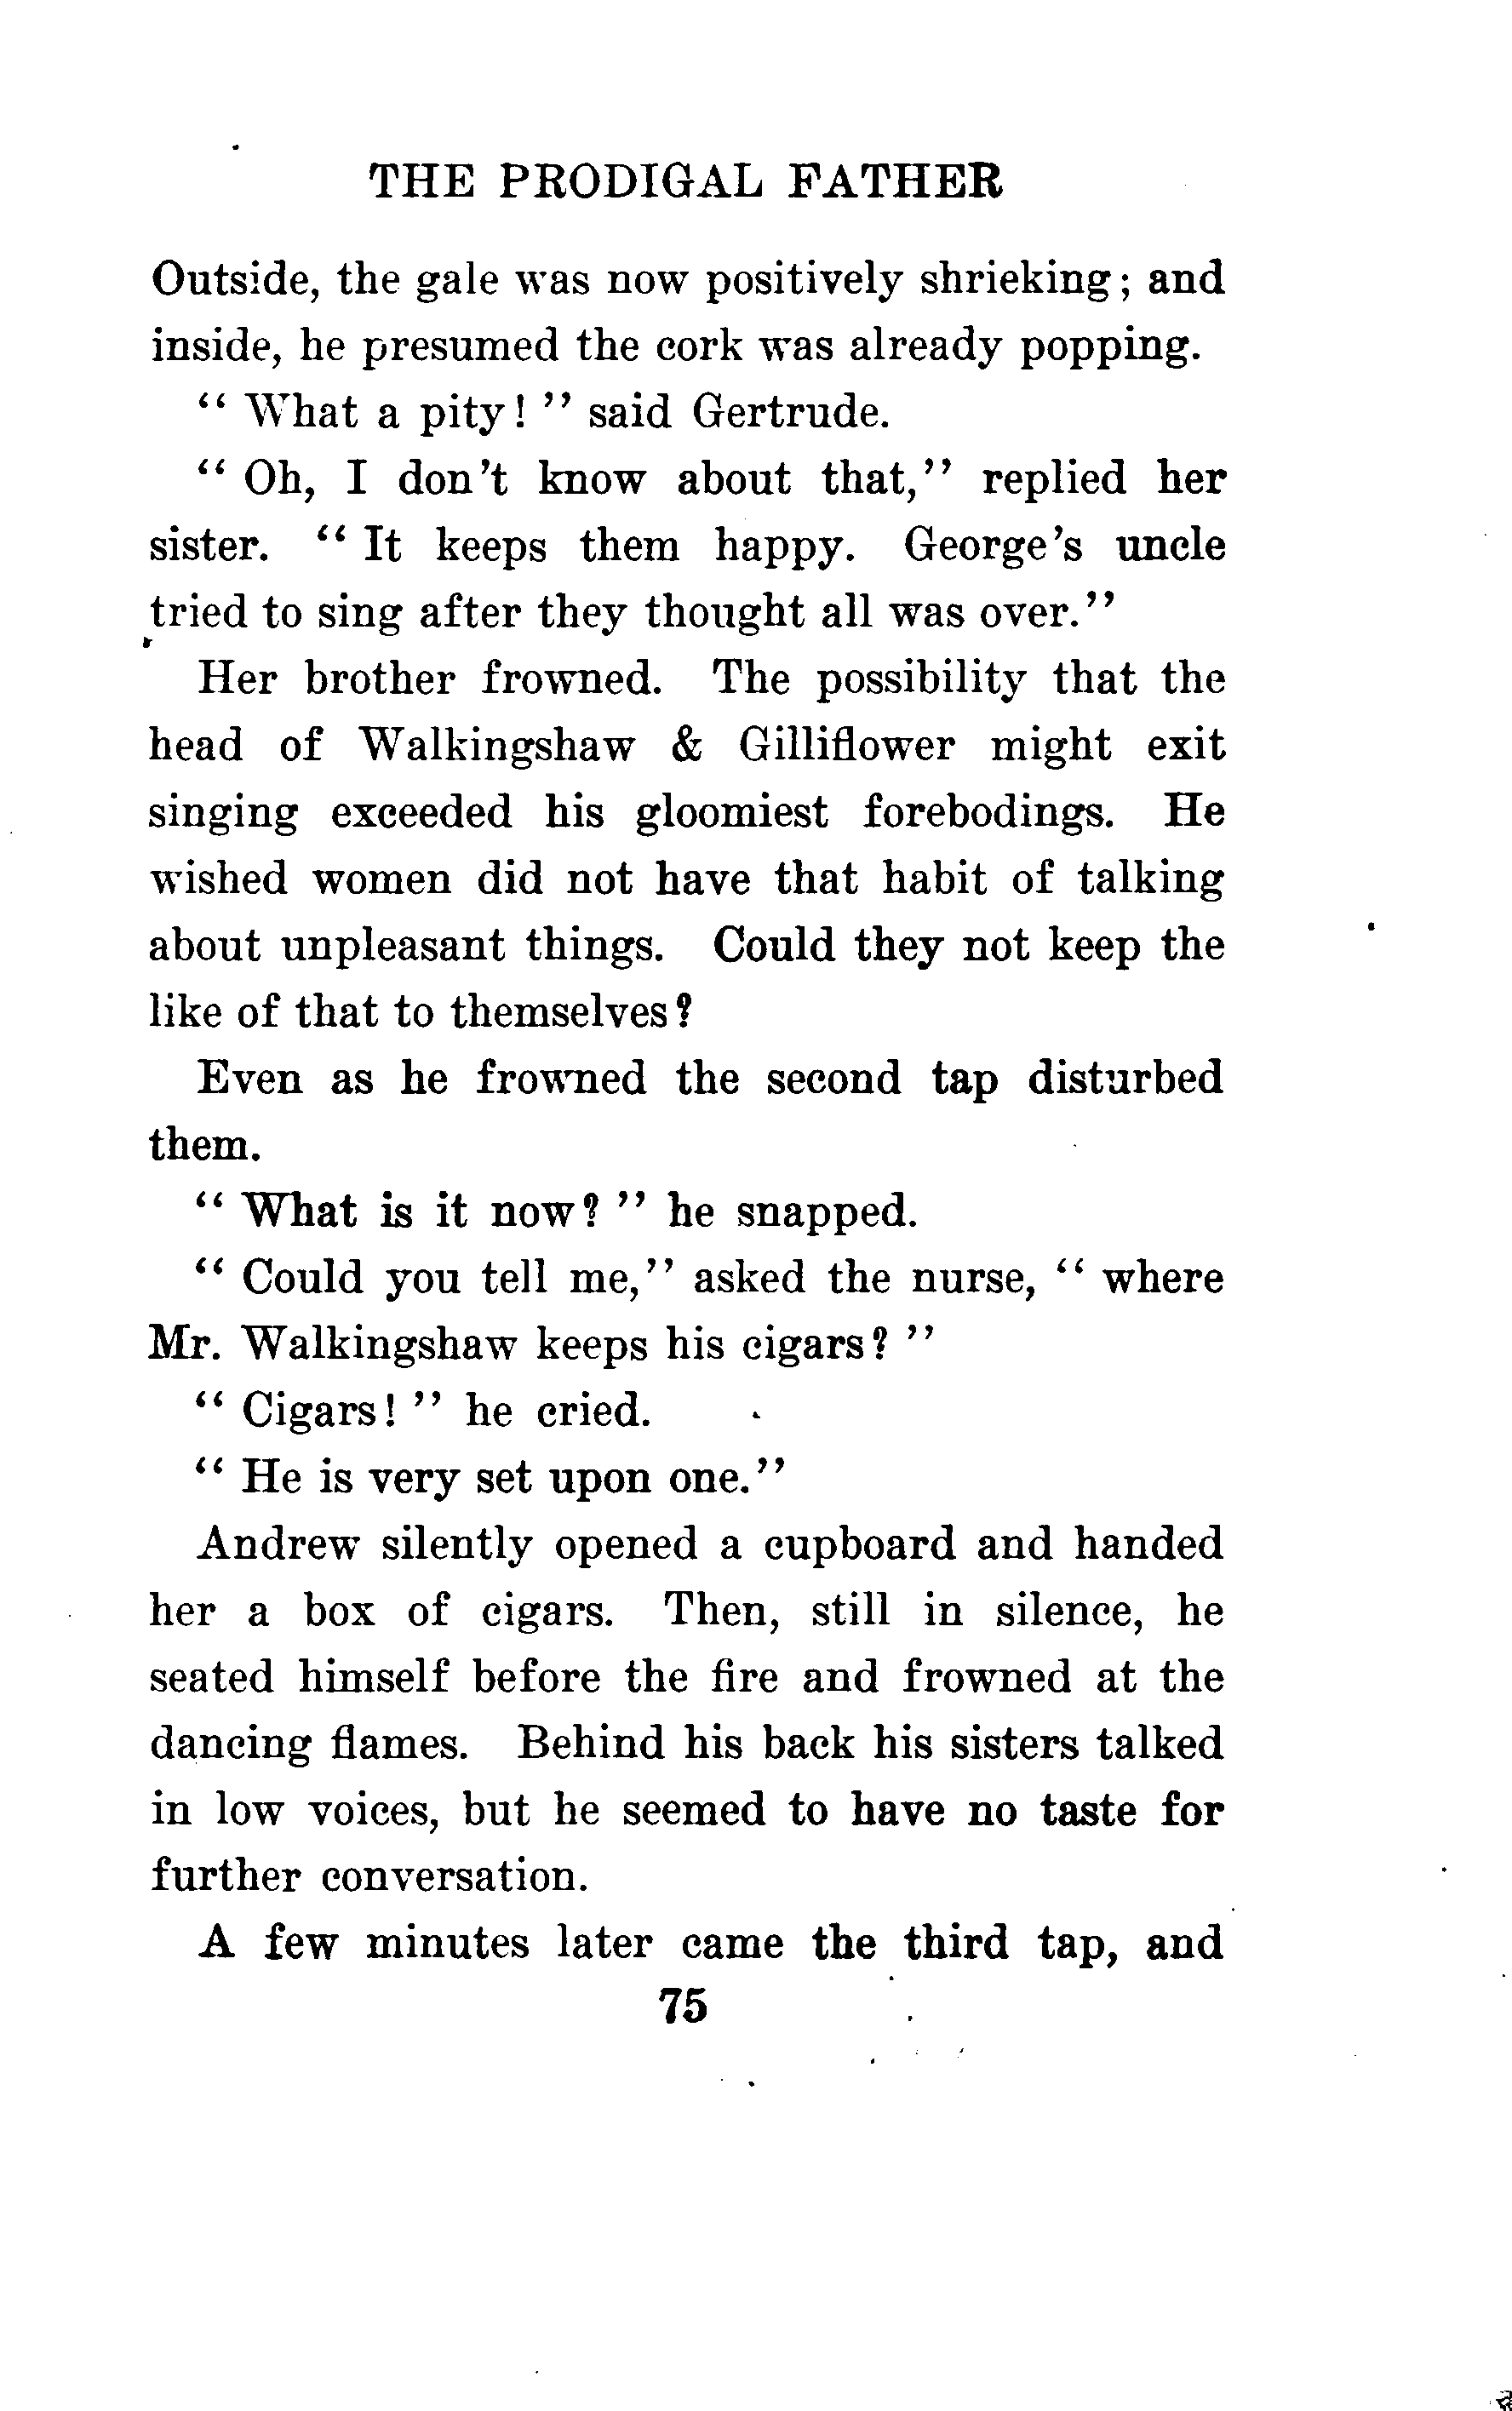 THE PRODIGAL FATHER
Outside, the gale was now positively shrieking; and
inside, he presumed the cork was already popping.
" What a pity! " said Gertrude.
" Oh, I don't know about that," replied her
sister. " It keeps them happy. George's uncle
tried to sing after they thought all was over."
Her brother frowned. The possibility that the
head of Walkingshaw & Gilliflower might exit
singing exceeded his gloomiest forebodings. He
wished women did not have that habit of talking
about unpleasant things. Could they not keep the
like of that to themselves?
Even as he frowned the second tap disturbed
them.
" What is it now? " he snapped.
" Could you tell me," asked the nurse, " where
Mr. Walkingshaw keeps his cigars? "
" Cigars! " he cried.
" He is very set upon one."
Andrew silently opened a cupboard and handed
her a box of cigars. Then, still in silence, he
seated himself before the fire and frowned at the
dancing flames. Behind his back his sisters talked
in low voices, but he seemed to have no taste for
further conversation.
A few minutes later came the third tap, and
75